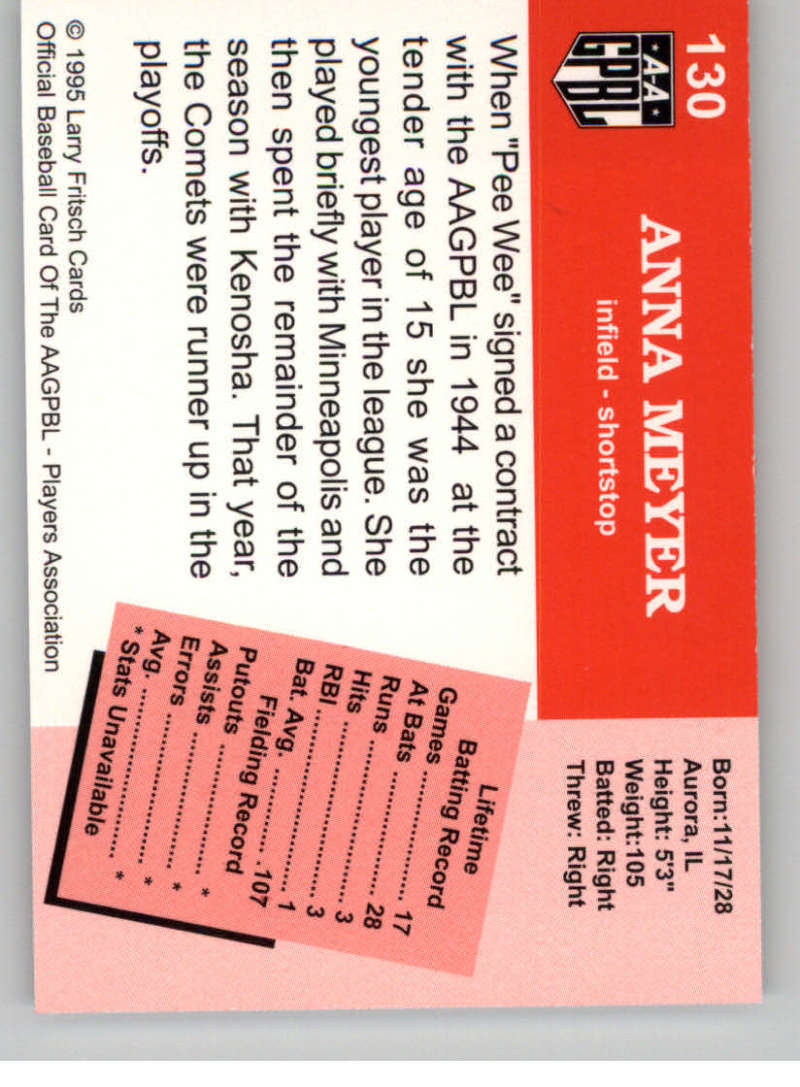 130
A-A
GPBL
ANNA MEYER
infield - shortstop
Born:11/17/28
Aurora, IL
Height: 5'3"
Weight:105
Batted: Right
Threw: Right
When "Pee Wee" signed a contract
with the AAGPBL in 1944 at the
tender age of 15 she was the
youngest player in the league. She
played briefly with Minneapolis and
then spent the remainder of the
season with Kenosha. That year,
the Comets were runner up in the
playoffs.
Lifetime
Batting Record
Games ........................ 17
At Bats ........................ 28
Runs ........................... 3
Hits ............................. 3
RBI .............................. 1
Bat. Avg. ................ .107
Fielding Record
Putouts ...................... *
Assists ....................... *
Errors ......................... *
Avg. ............................ *
* Stats Unavailable
© 1995 Larry Fritsch Cards
Official Baseball Card Of The AAGPBL - Players Association